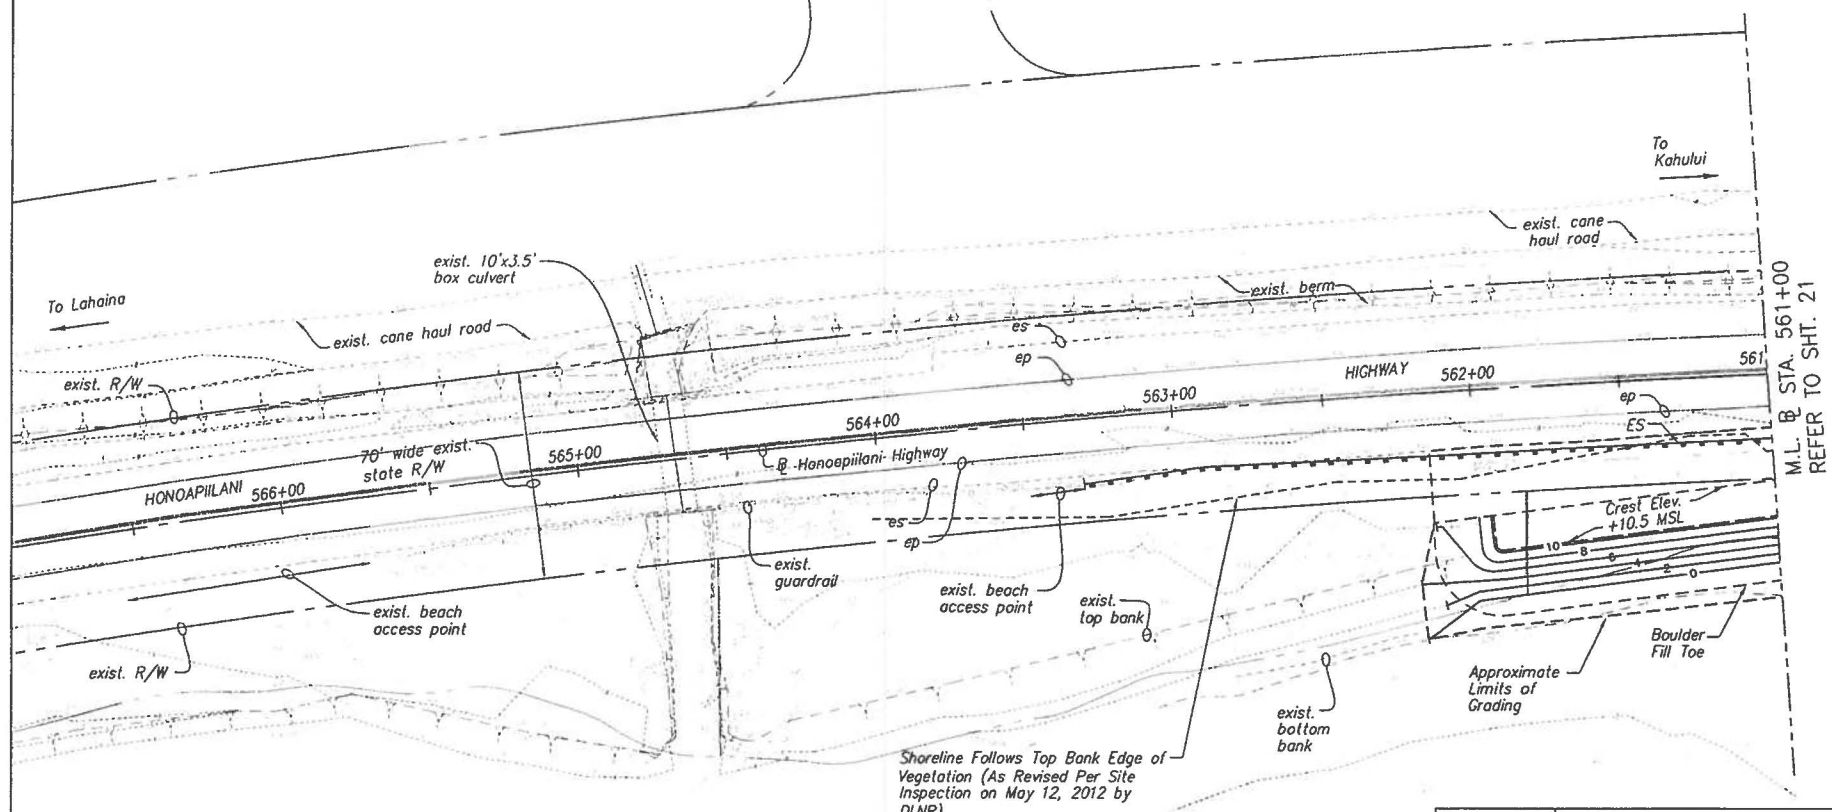 To
Kahului
exist. cane
haul road
exist. 10'x3.5'
box culvert
To Lahaina
exist. berm
exist. cane haul road
es
ep
exist. R/W
HIGHWAY
562+00
561
563+00
ep
ES
564+00
M.L. ℄ STA. 561+00
REFER TO SHT. 21
70' wide exist.
state R/W
565+00
℄ Honoapiilani Highway
HONOAPIILANI
566+00
Crest Elev.
+10.5 MSL
10
8
6
4
2
0
es
ep
exist.
guardrail
exist. beach
access point
exist.
top bank
exist. beach
access point
exist. R/W
Boulder
Fill Toe
Approximate
Limits of
Grading
exist.
bottom
bank
Shoreline Follows Top Bank Edge of
Vegetation (As Revised Per Site
Inspection on May 12, 2012 by
DLNR)